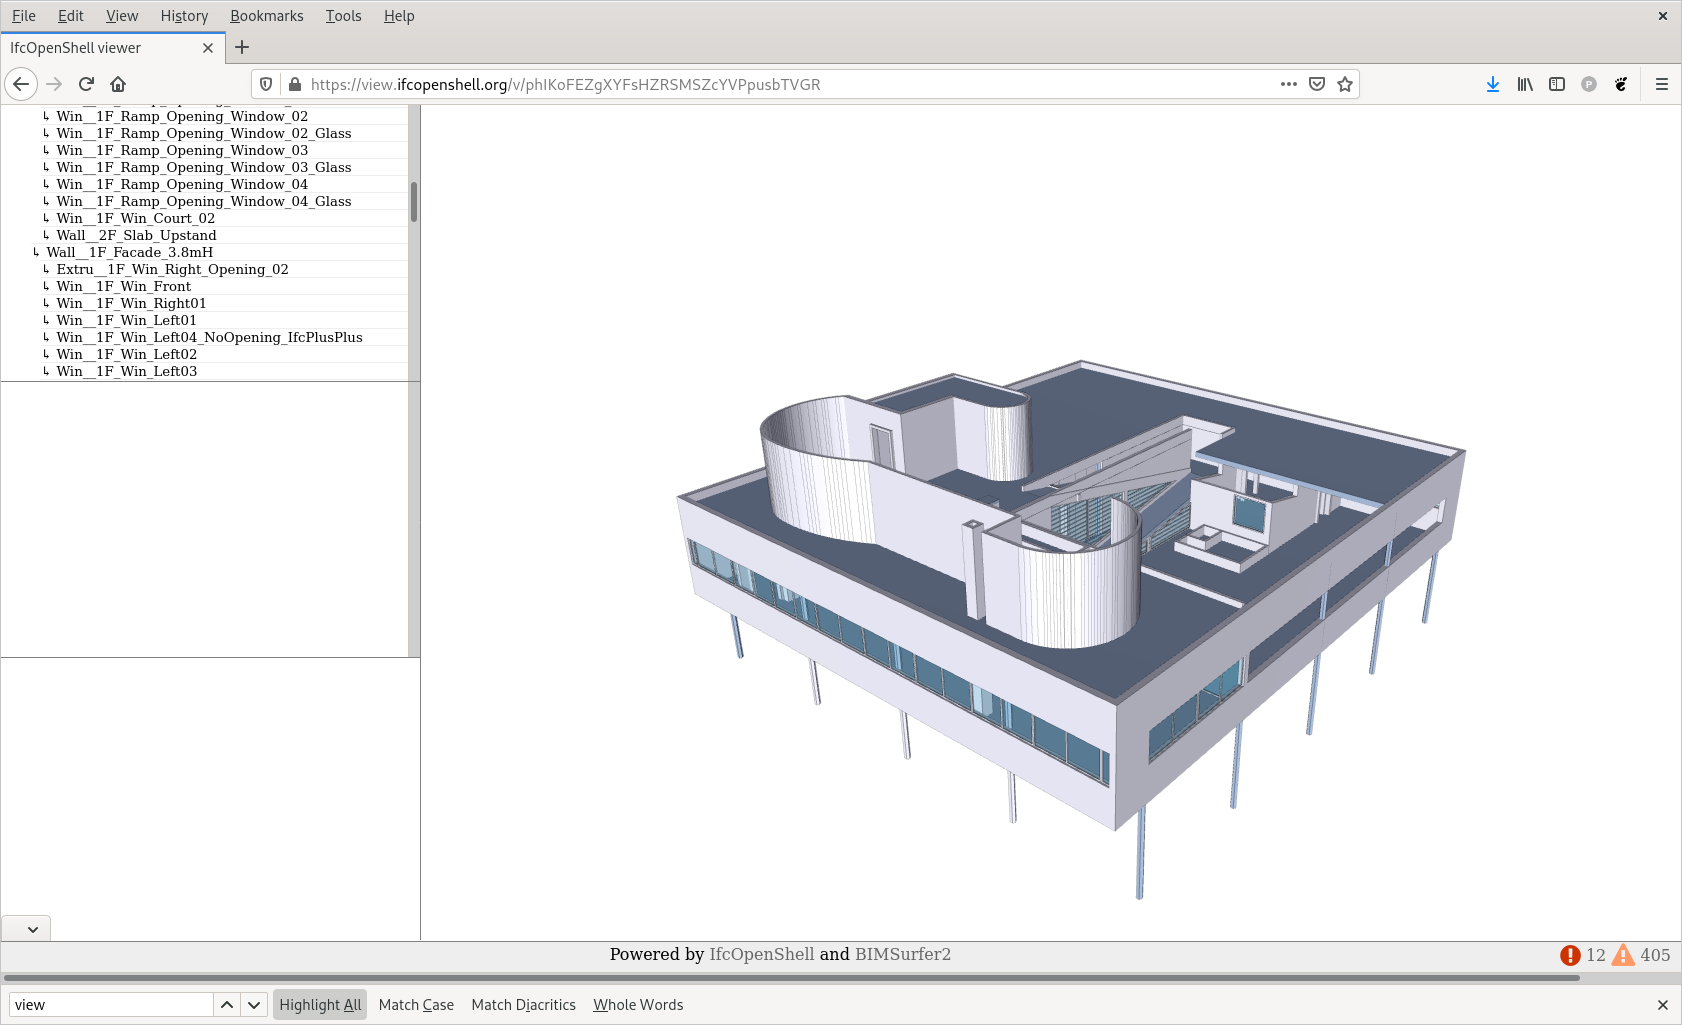 File Edit View History Bookmarks Tools Help
IfcOpenShell viewer
https://view.ifcopenshell.org/v/phIKoFEZgXYFsHZRSMSZcYVPpusbTVGR
P
Win__1F_Ramp_Opening_Window_02
Win__1F_Ramp_Opening_Window_02_Glass
Win__1F_Ramp_Opening_Window_03
Win__1F_Ramp_Opening_Window_03_Glass
Win__1F_Ramp_Opening_Window_04
Win__1F_Ramp_Opening_Window_04_Glass
Win__1F_Win_Court_02
Wall__2F_Slab_Upstand
Wall__1F_Facade_3.8mH
Extru__1F_Win_Right_Opening_02
Win__1F_Win_Front
Win__1F_Win_Right01
Win__1F_Win_Left01
Win__1F_Win_Left04_NoOpening_IfcPlusPlus
Win__1F_Win_Left02
Win__1F_Win_Left03
Powered by IfcOpenShell and BIMSurfer2
12 405
view Highlight All Match Case Match Diacritics Whole Words